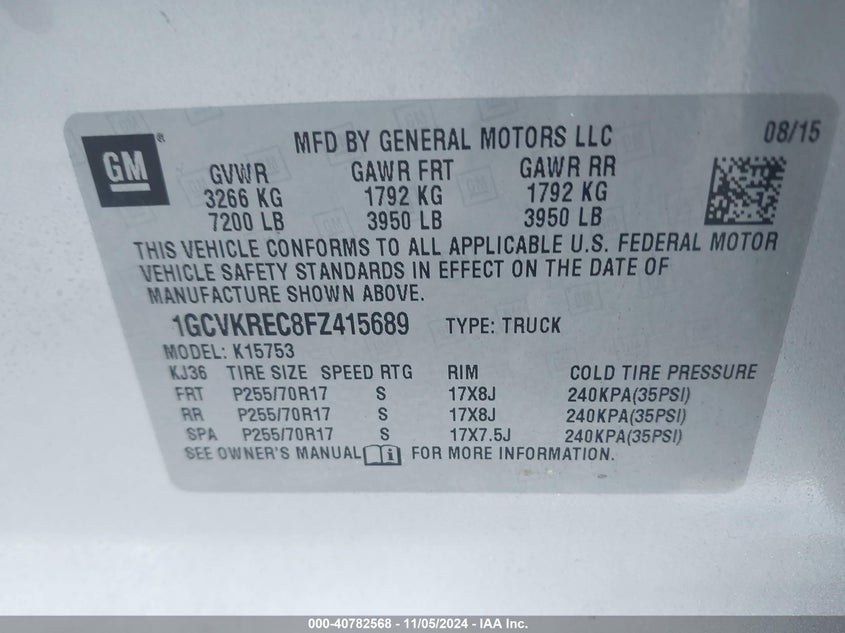 GM®
MFD BY GENERAL MOTORS LLC 08/15
GVWR GAWR FRT GAWR RR
3266 KG 1792 KG 1792 KG
7200 LB 3950 LB 3950 LB
THIS VEHICLE CONFORMS TO ALL APPLICABLE U.S. FEDERAL MOTOR
VEHICLE SAFETY STANDARDS IN EFFECT ON THE DATE OF
MANUFACTURE SHOWN ABOVE.
1GCVKREC8FZ415689 TYPE: TRUCK
MODEL: K15753
KJ36 TIRE SIZE SPEED RTG RIM COLD TIRE PRESSURE
FRT P255/70R17 S 17X8J 240KPA(35PSI)
RR P255/70R17 S 17X8J 240KPA(35PSI)
SPA P255/70R17 S 17X7.5J 240KPA(35PSI)
SEE OWNER'S MANUAL FOR MORE INFORMATION.
000-40782568 - 11/05/2024 - IAA Inc.